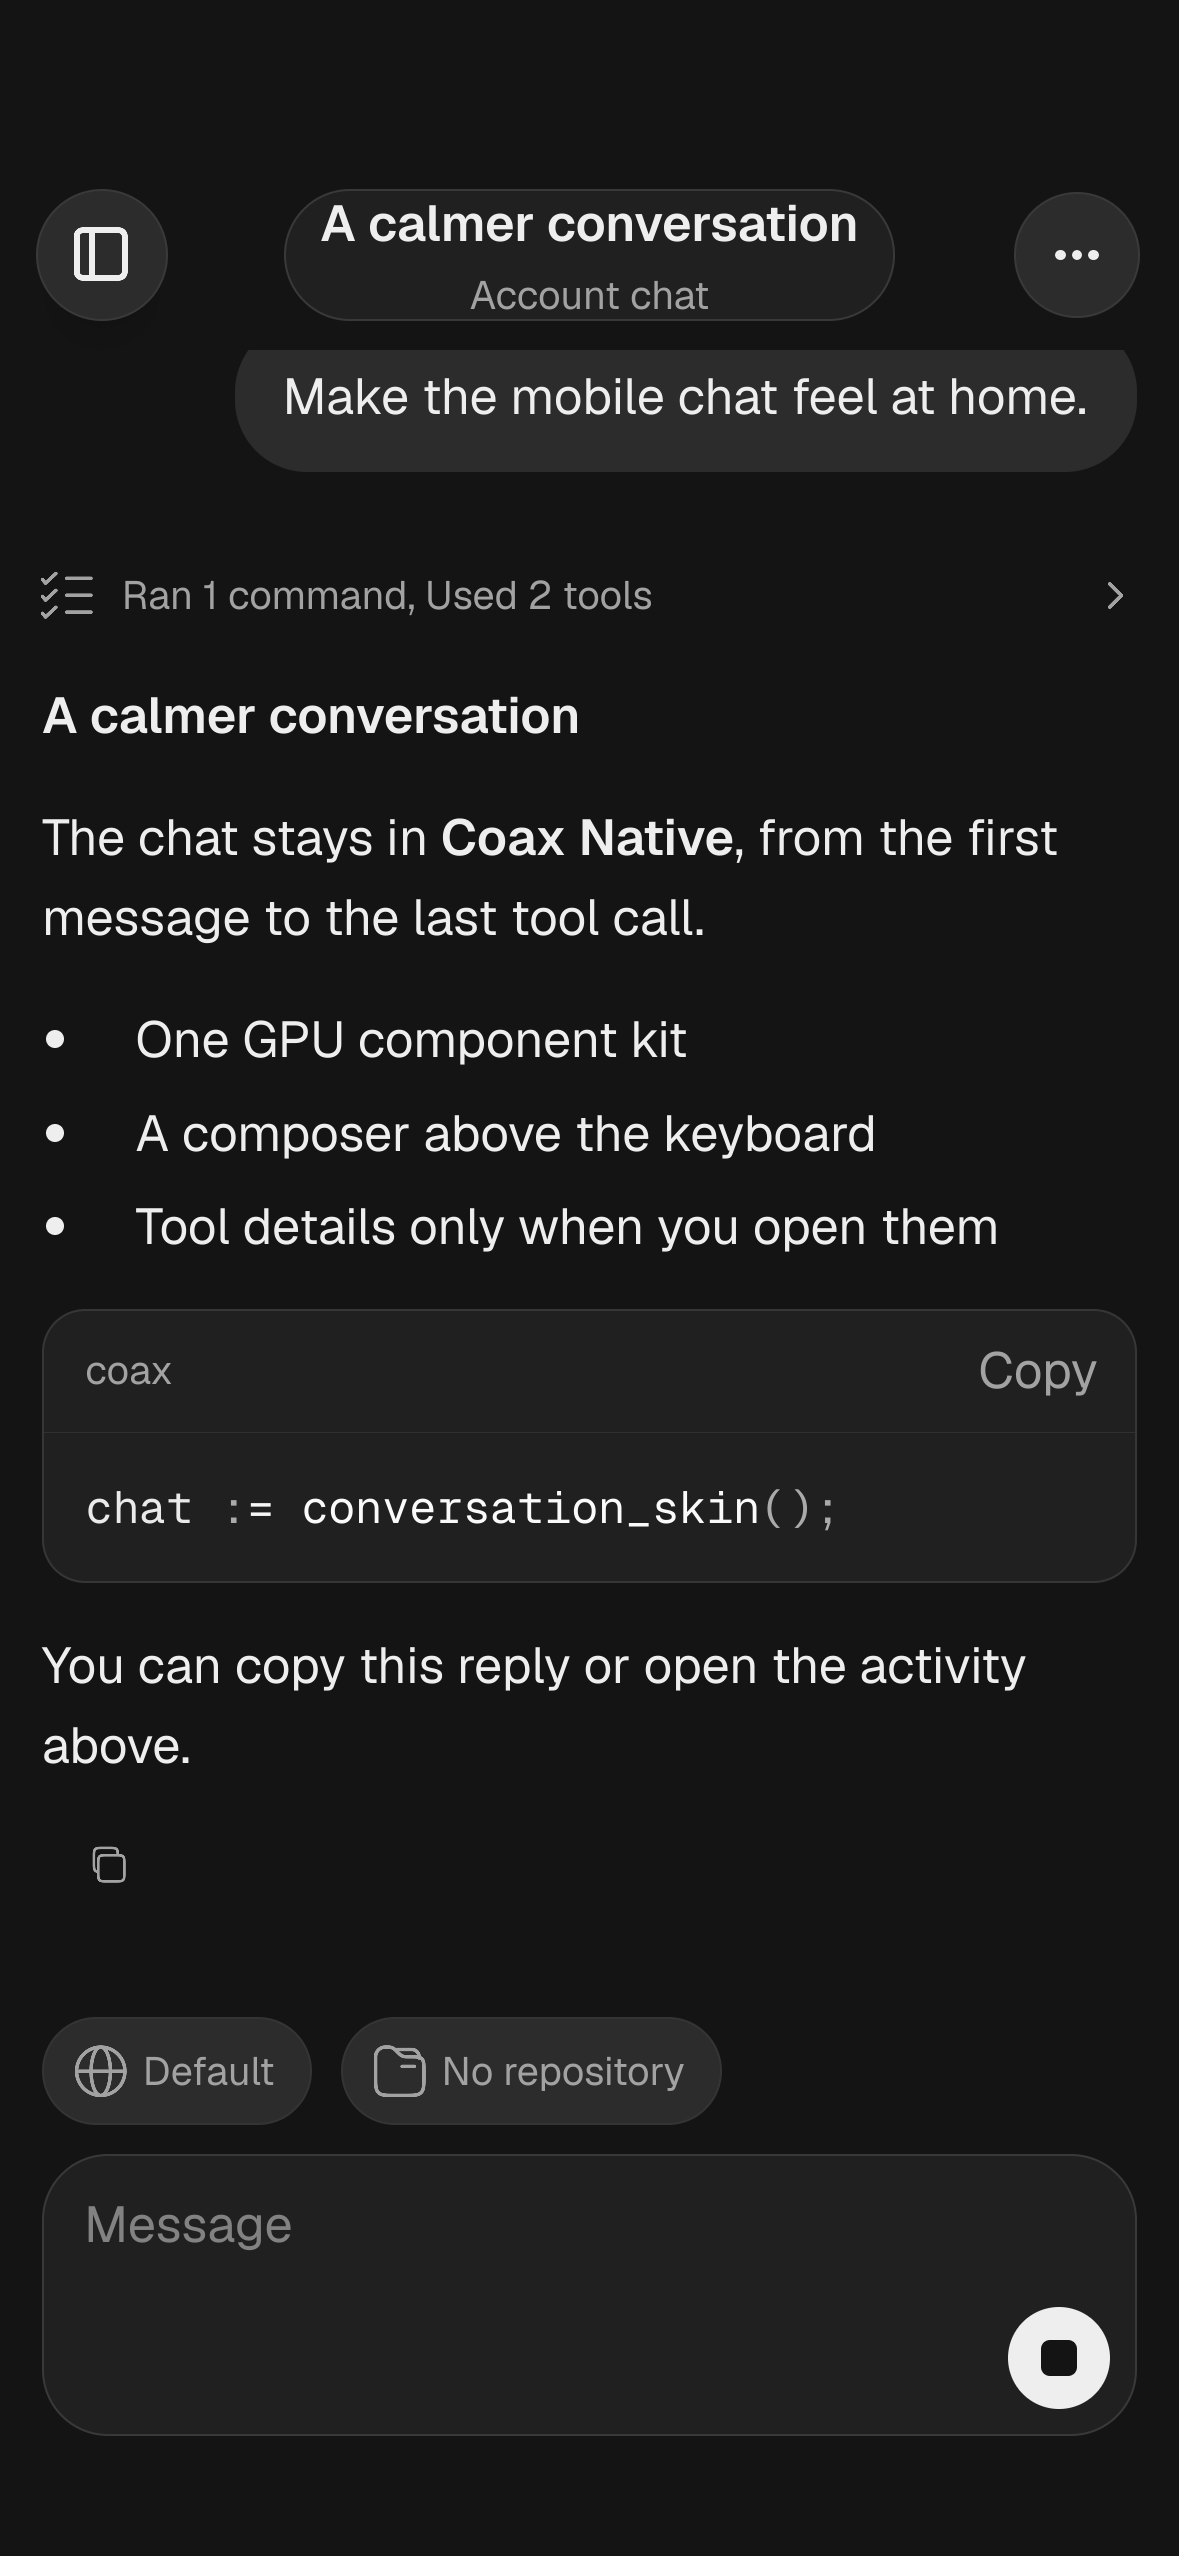 A calmer conversation
Account chat
Make the mobile chat feel at home.
Ran 1 command, Used 2 tools
A calmer conversation
The chat stays in Coax Native, from the first
message to the last tool call.
• One GPU component kit
• A composer above the keyboard
• Tool details only when you open them
coax
Copy
chat := conversation_skin();
You can copy this reply or open the activity
above.
Default
No repository
Message